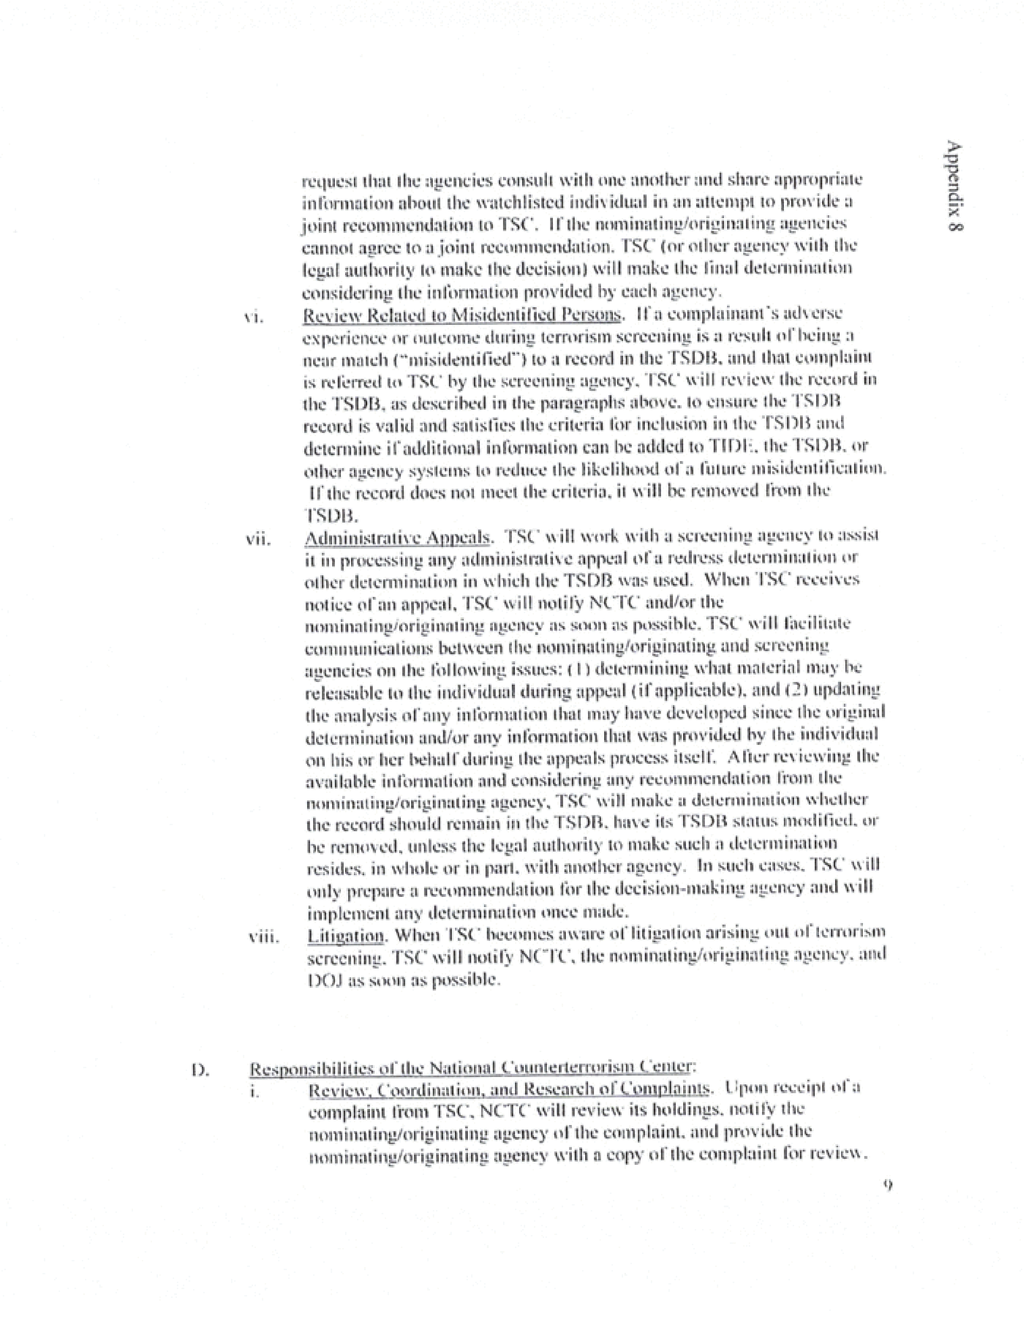 Appendix 8
request that the agencies consult with one another and share appropriate
information about the watchlisted individual in an attempt to provide a
joint recommendation to TSC. If the nominating/originating agencies
cannot agree to a joint recommendation, TSC (or other agency with the
legal authority to make the decision) will make the final determination
considering the information provided by each agency.
vi. Review Related to Misidentified Persons. If a complainant's adverse
experience or outcome during terrorism screening is a result of being a
near match ("misidentified") to a record in the TSDB, and that complaint
is referred to TSC by the screening agency, TSC will review the record in
the TSDB, as described in the paragraphs above, to ensure the TSDB
record is valid and satisfies the criteria for inclusion in the TSDB and
determine if additional information can be added to TIDE, the TSDB, or
other agency systems to reduce the likelihood of a future misidentification.
If the record does not meet the criteria, it will be removed from the
TSDB.
vii. Administrative Appeals. TSC will work with a screening agency to assist
it in processing any administrative appeal of a redress determination or
other determination in which the TSDB was used. When TSC receives
notice of an appeal, TSC will notify NCTC and/or the
nominating/originating agency as soon as possible. TSC will facilitate
communications between the nominating/originating and screening
agencies on the following issues: (1) determining what material may be
releasable to the individual during appeal (if applicable), and (2) updating
the analysis of any information that may have developed since the original
determination and/or any information that was provided by the individual
on his or her behalf during the appeals process itself. After reviewing the
available information and considering any recommendation from the
nominating/originating agency, TSC will make a determination whether
the record should remain in the TSDB, have its TSDB status modified, or
be removed, unless the legal authority to make such a determination
resides, in whole or in part, with another agency. In such cases, TSC will
only prepare a recommendation for the decision-making agency and will
implement any determination once made.
viii. Litigation. When TSC becomes aware of litigation arising out of terrorism
screening, TSC will notify NCTC, the nominating/originating agency, and
DOJ as soon as possible.
D. Responsibilities of the National Counterterrorism Center:
i. Review, Coordination, and Research of Complaints. Upon receipt of a
complaint from TSC, NCTC will review its holdings, notify the
nominating/originating agency of the complaint, and provide the
nominating/originating agency with a copy of the complaint for review.
9